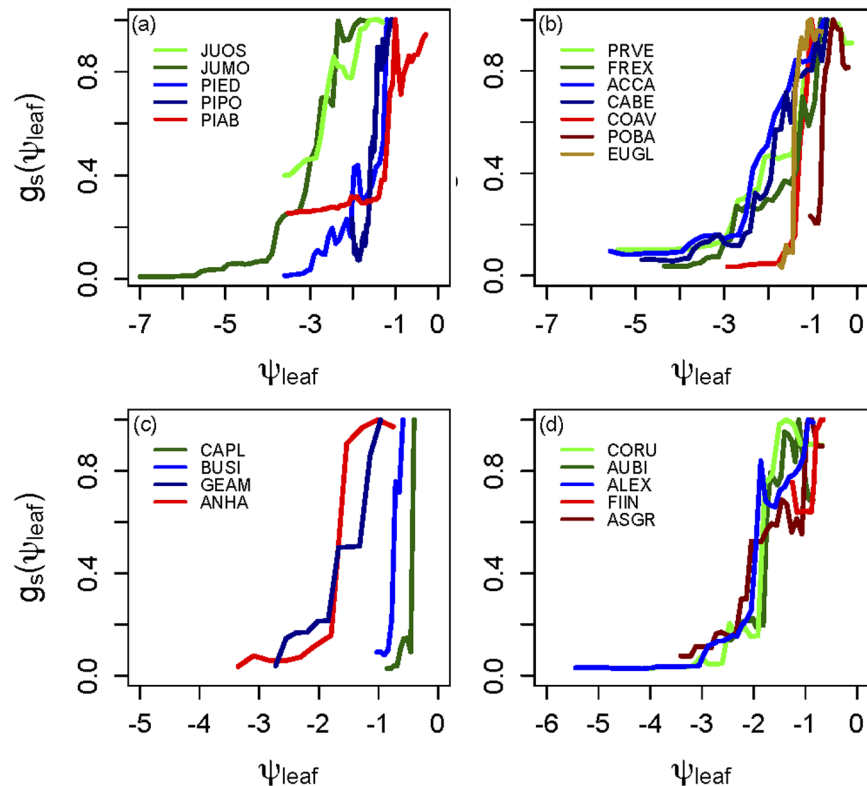 (a)
JUOS
JUMO
PIED
PIPO
PIAB
gs(ψleaf)
0.0 0.4 0.8
-7 -5 -3 -1 0
ψleaf
(b)
PRVE
FREX
ACCA
CABE
COAV
POBA
EUGL
0.0 0.4 0.8
-7 -5 -3 -1 0
ψleaf
(c)
CAPL
BUSI
GEAM
ANHA
gs(ψleaf)
0.0 0.4 0.8
-5 -4 -3 -2 -1 0
ψleaf
(d)
CORU
AUBI
ALEX
FIIN
ASGR
0.0 0.4 0.8
-6 -5 -4 -3 -2 -1 0
ψleaf